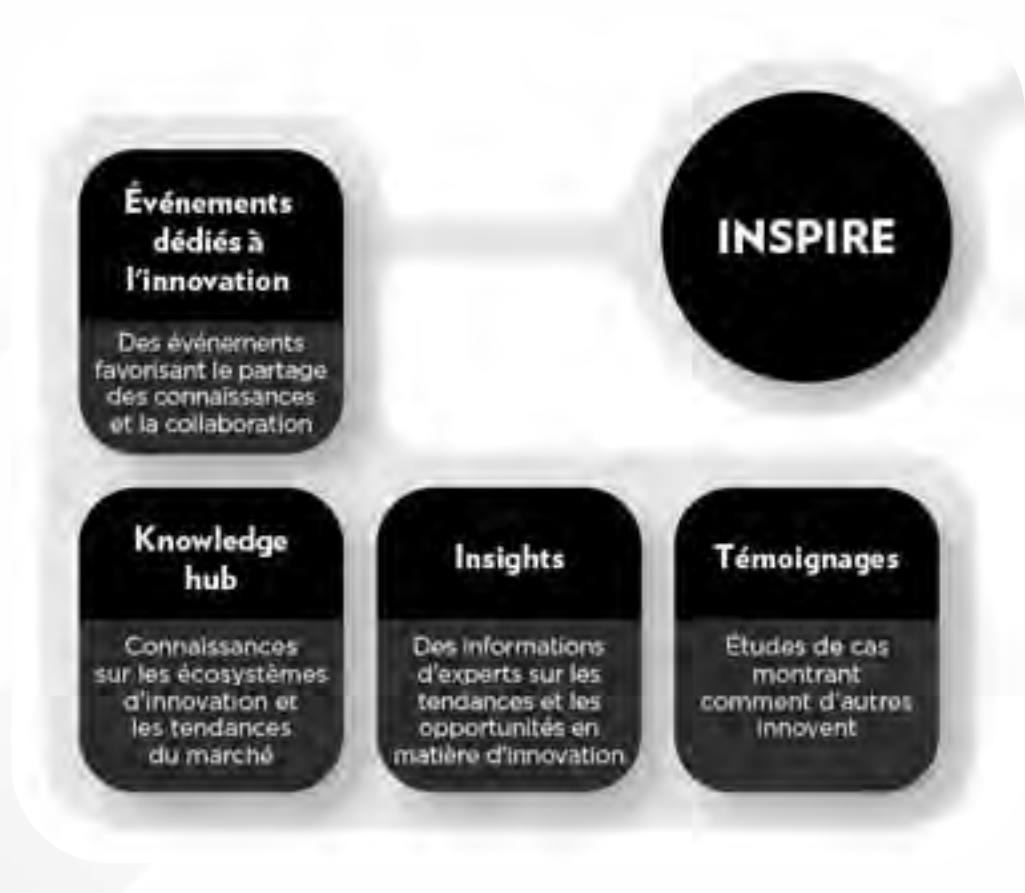 INSPIRE
Événements
dédiés à
l'innovation
Des événements
favorisant le partage
des connaissances
et la collaboration
Knowledge
hub
Connaissances
sur les écosystèmes
d'innovation et
les tendances
du marché
Insights
Des informations
d'experts sur les
tendances et les
opportunités en
matière d'innovation
Témoignages
Études de cas
montrant
comment d'autres
innovent